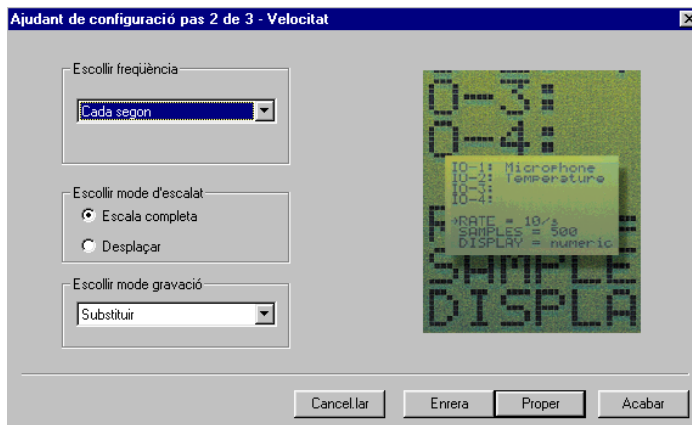 Ajudant de configuració pas 2 de 3 - Velocitat
Escollir freqüència
Cada segon
Escollir mode d'escalat
Escala completa
Desplaçar
Escollir mode gravació
Substituir
O-3:
O-4:
IO-1: Microphone
IO-2: Temperature
IO-3:
IO-4:
→RATE = 10/s
SAMPLES = 500
DISPLAY = numeric
SAMPLE
DISPLA
Cancel.lar
Enrera
Proper
Acabar